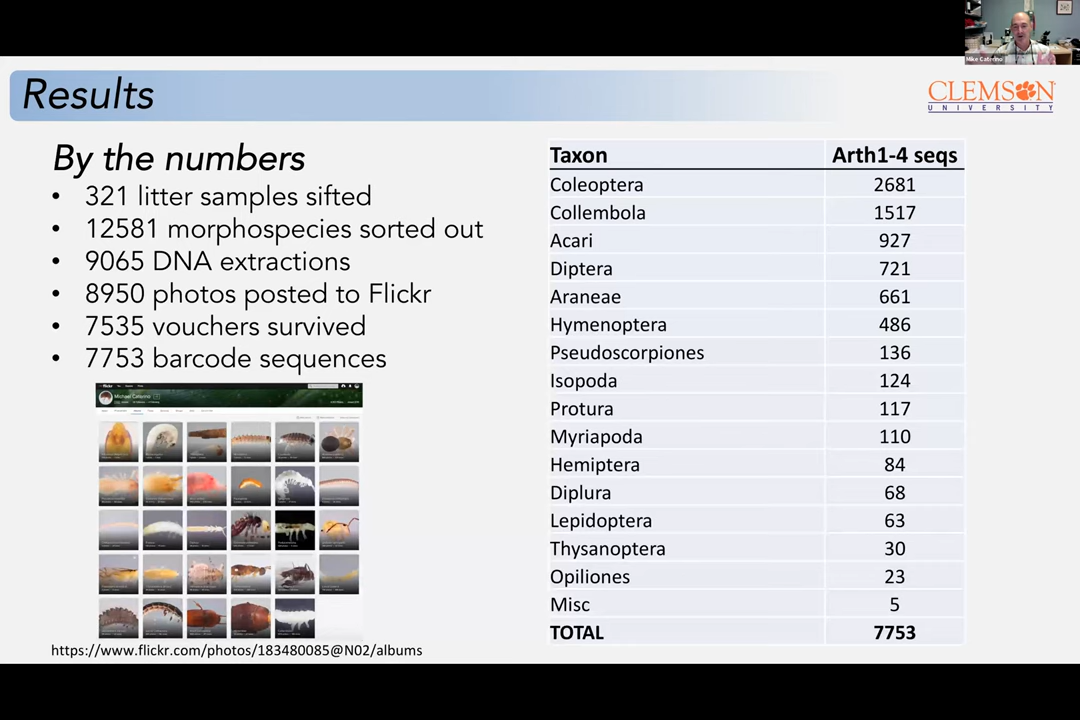 Mike Caterino
Results
CLEMSON
UNIVERSITY
By the numbers
• 321 litter samples sifted
• 12581 morphospecies sorted out
• 9065 DNA extractions
• 8950 photos posted to Flickr
• 7535 vouchers survived
• 7753 barcode sequences
flickr
Michael Caterino
https://www.flickr.com/photos/183480085@N02/albums
Taxon Arth1-4 seqs
Coleoptera 2681
Collembola 1517
Acari 927
Diptera 721
Araneae 661
Hymenoptera 486
Pseudoscorpiones 136
Isopoda 124
Protura 117
Myriapoda 110
Hemiptera 84
Diplura 68
Lepidoptera 63
Thysanoptera 30
Opiliones 23
Misc 5
TOTAL 7753